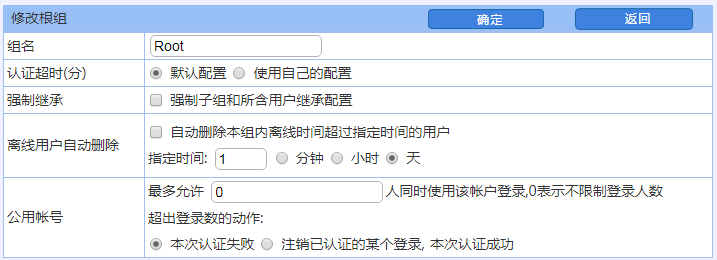 修改根组 确定 返回
组名 Root
认证超时(分) 默认配置 使用自己的配置
强制继承 强制子组和所含用户继承配置
离线用户自动删除 自动删除本组内离线时间超过指定时间的用户
指定时间: 1 分钟 小时 天
公用帐号 最多允许 0 人同时使用该帐户登录,0表示不限制登录人数
超出登录数的动作:
本次认证失败 注销已认证的某个登录, 本次认证成功